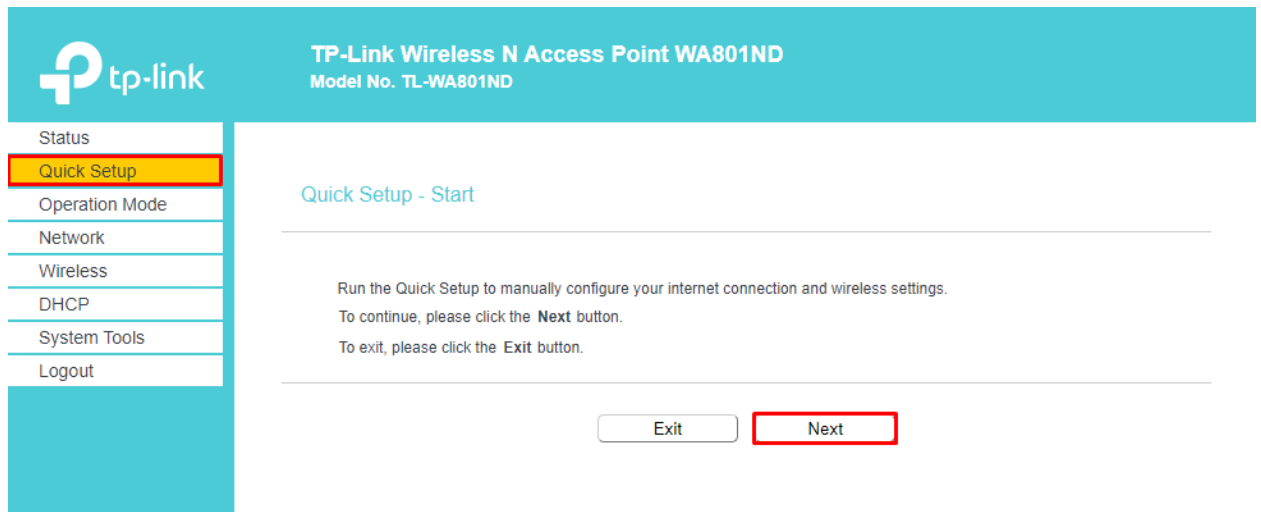 tp-link
TP-Link Wireless N Access Point WA801ND
Model No. TL-WA801ND
Status
Quick Setup
Operation Mode
Network
Wireless
DHCP
System Tools
Logout
Quick Setup - Start
Run the Quick Setup to manually configure your internet connection and wireless settings.
To continue, please click the Next button.
To exit, please click the Exit button.
Exit
Next